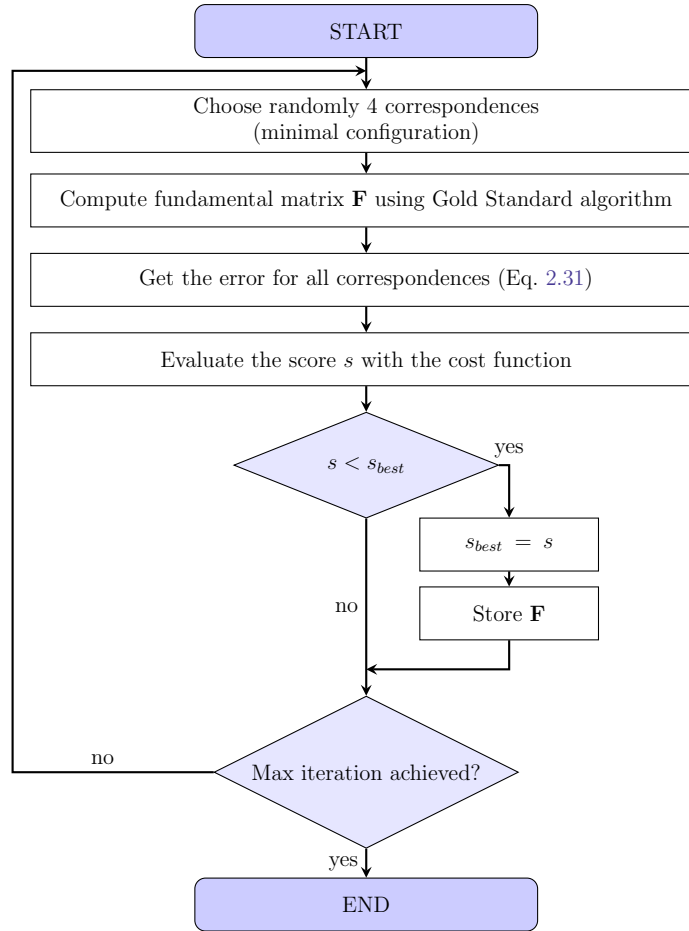 START
Choose randomly 4 correspondences
(minimal configuration)
Compute fundamental matrix F using Gold Standard algorithm
Get the error for all correspondences (Eq. 2.31)
Evaluate the score s with the cost function
s < s_best
yes
s_best = s
Store F
no
Max iteration achieved?
no
yes
END